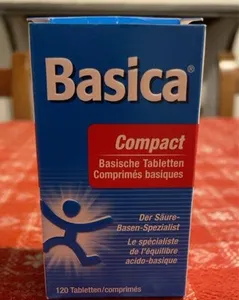 Basica®
Compact
Basische Tabletten
Comprimés basiques
Der Säure-
Basen-Spezialist
Le spécialiste
de l'équilibre
acido-basique
120 Tabletten/comprimés